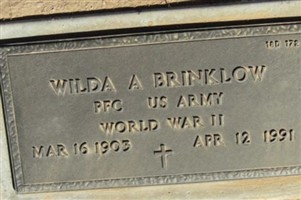 WILDA A BRINKLOW
PFC US ARMY
WORLD WAR II
MAR 16 1903 APR 12 1991